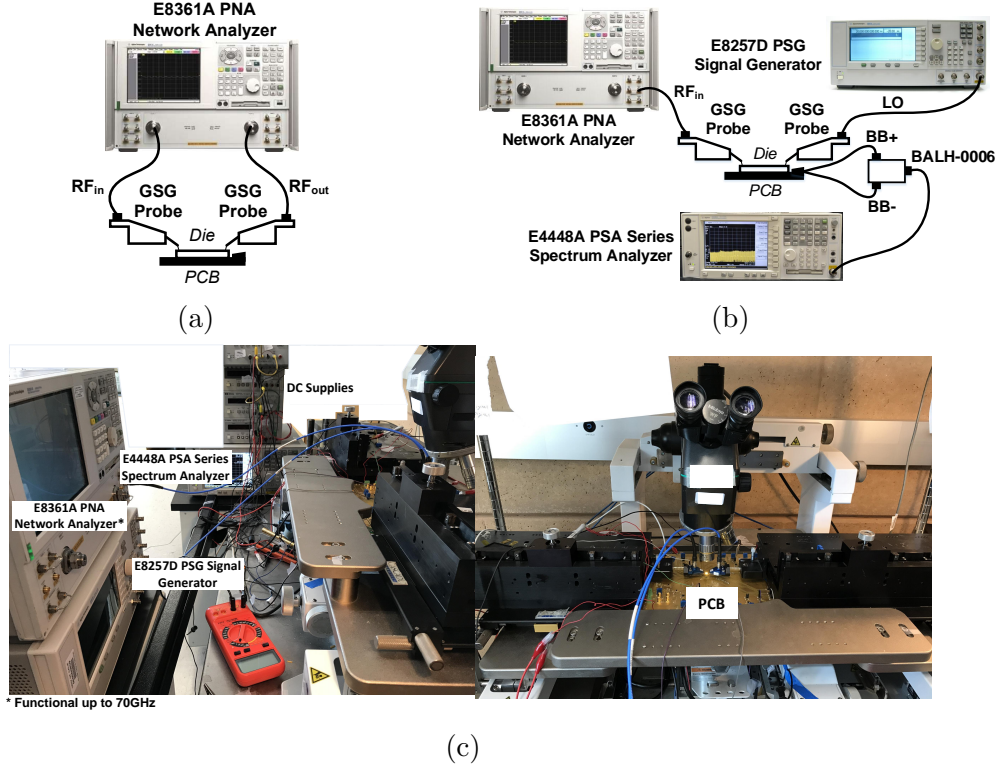 E8361A PNA
Network Analyzer
RFin
GSG
Probe
GSG
Probe
RFout
Die
PCB
(a)
E8257D PSG
Signal Generator
RFin
E8361A PNA
Network Analyzer
GSG
Probe
GSG
Probe
LO
Die
PCB
BB+
BALH-0006
BB-
E4448A PSA Series
Spectrum Analyzer
(b)
DC Supplies
E4448A PSA Series
Spectrum Analyzer
E8361A PNA
Network Analyzer*
E8257D PSG Signal
Generator
PCB
* Functional up to 70GHz
(c)